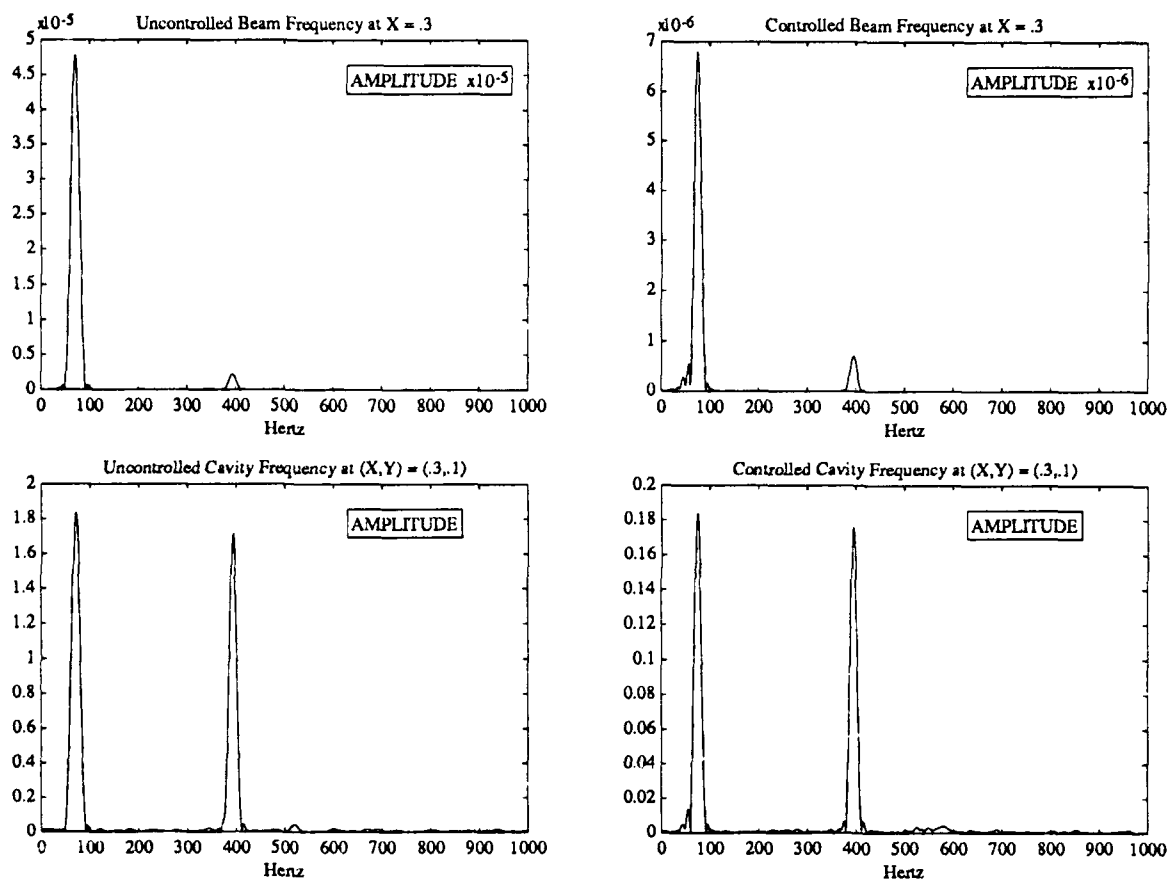 Uncontrolled Beam Frequency at X = .3
x10-5
AMPLITUDE x10-5
5
4.5
4
3.5
3
2.5
2
1.5
1
0.5
0
0 100 200 300 400 500 600 700 800 900 1000
Hertz
Controlled Beam Frequency at X = .3
x10-6
AMPLITUDE x10-6
7
6
5
4
3
2
1
0
0 100 200 300 400 500 600 700 800 900 1000
Hertz
Uncontrolled Cavity Frequency at (X,Y) = (.3,.1)
AMPLITUDE
2
1.8
1.6
1.4
1.2
1
0.8
0.6
0.4
0.2
0
0 100 200 300 400 500 600 700 800 900 1000
Hertz
Controlled Cavity Frequency at (X,Y) = (.3,.1)
AMPLITUDE
0.2
0.18
0.16
0.14
0.12
0.1
0.08
0.06
0.04
0.02
0
0 100 200 300 400 500 600 700 800 900 1000
Hertz